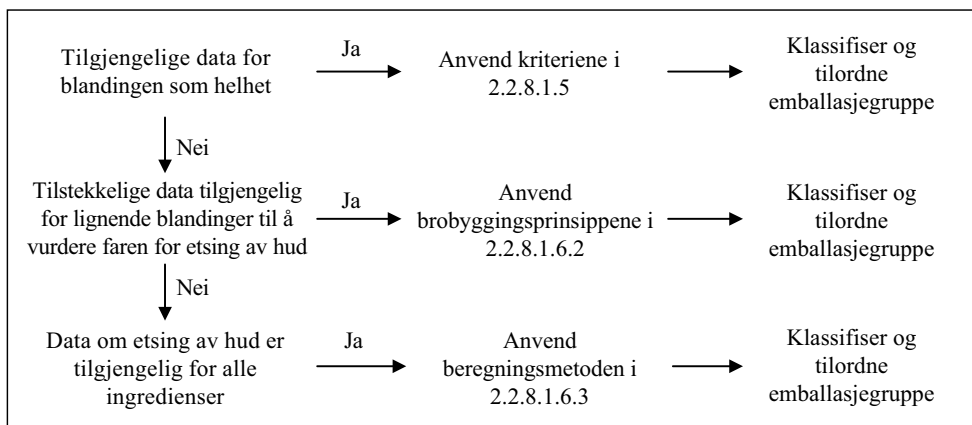 Tilgjengelige data for
blandingen som helhet
Ja
Anvend kriteriene i
2.2.8.1.5
Klassifiser og
tilordne
emballasjegruppe
Nei
Tilstekkelige data tilgjengelig
for lignende blandinger til å
vurdere faren for etsing av hud
Ja
Anvend
brobyggingsprinsippene i
2.2.8.1.6.2
Klassifiser og
tilordne
emballasjegruppe
Nei
Data om etsing av hud er
tilgjengelig for alle
ingredienser
Ja
Anvend
beregningsmetoden i
2.2.8.1.6.3
Klassifiser og
tilordne
emballasjegruppe